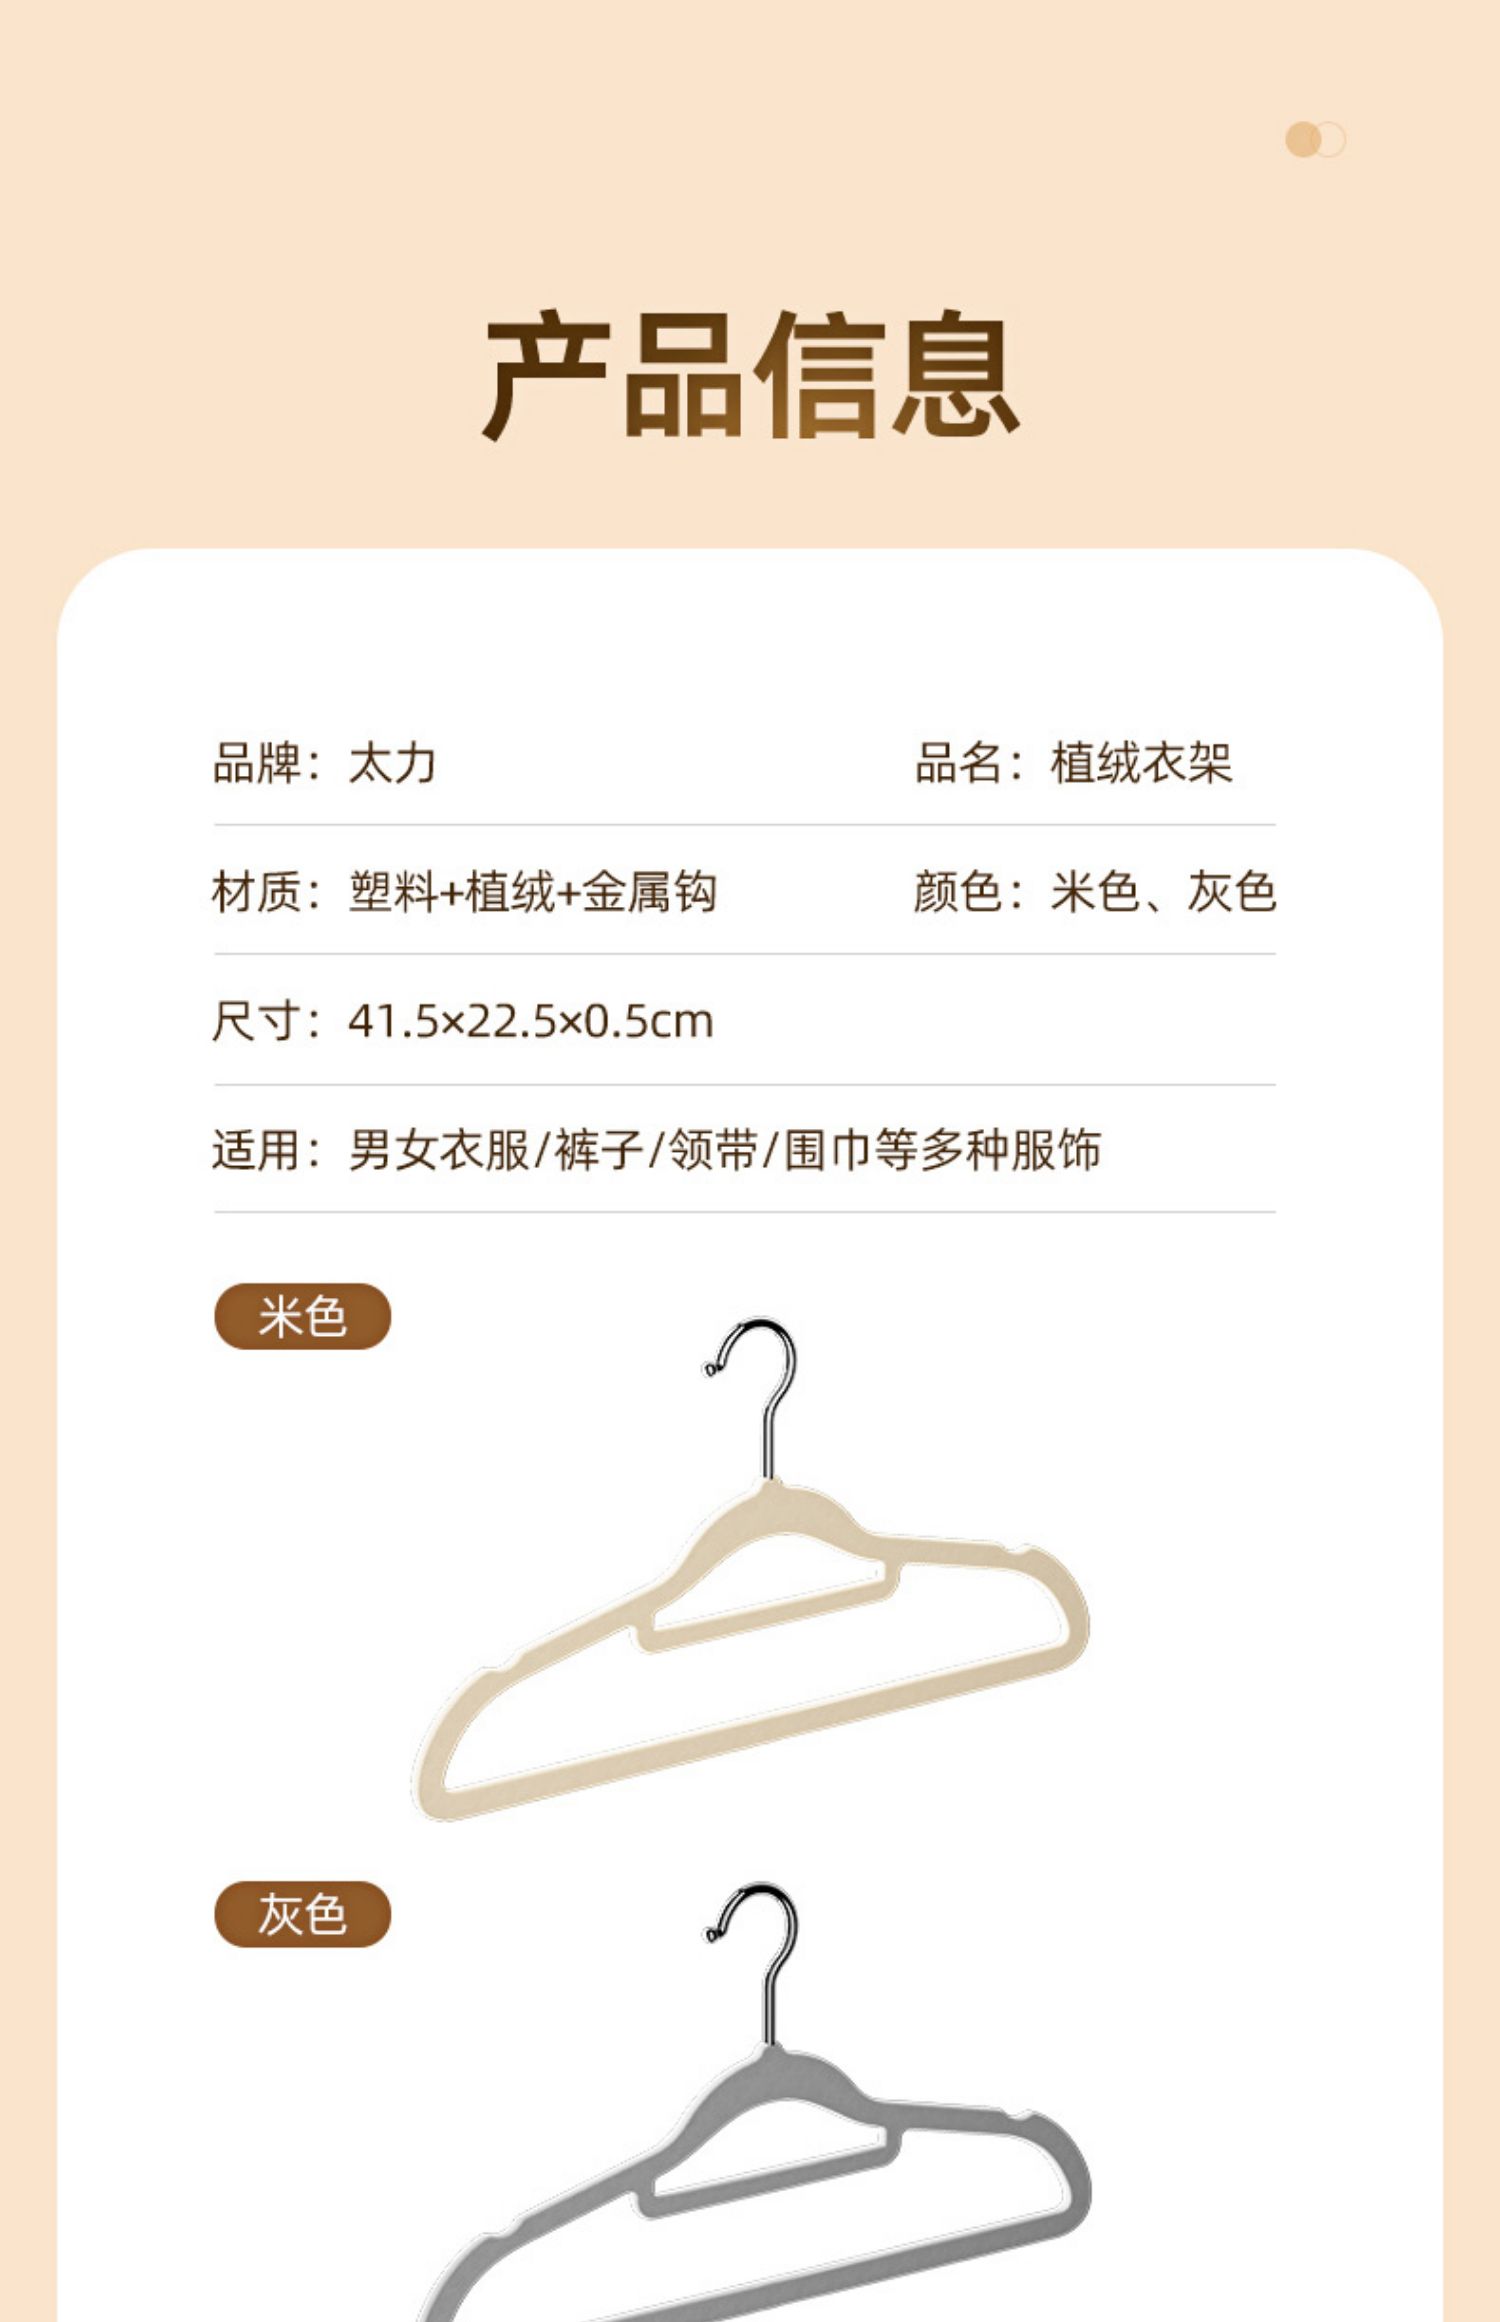 产品信息
品牌：太力 品名：植绒衣架
材质：塑料+植绒+金属钩 颜色：米色、灰色
尺寸：41.5×22.5×0.5cm
适用：男女衣服/裤子/领带/围巾等多种服饰
米色
灰色